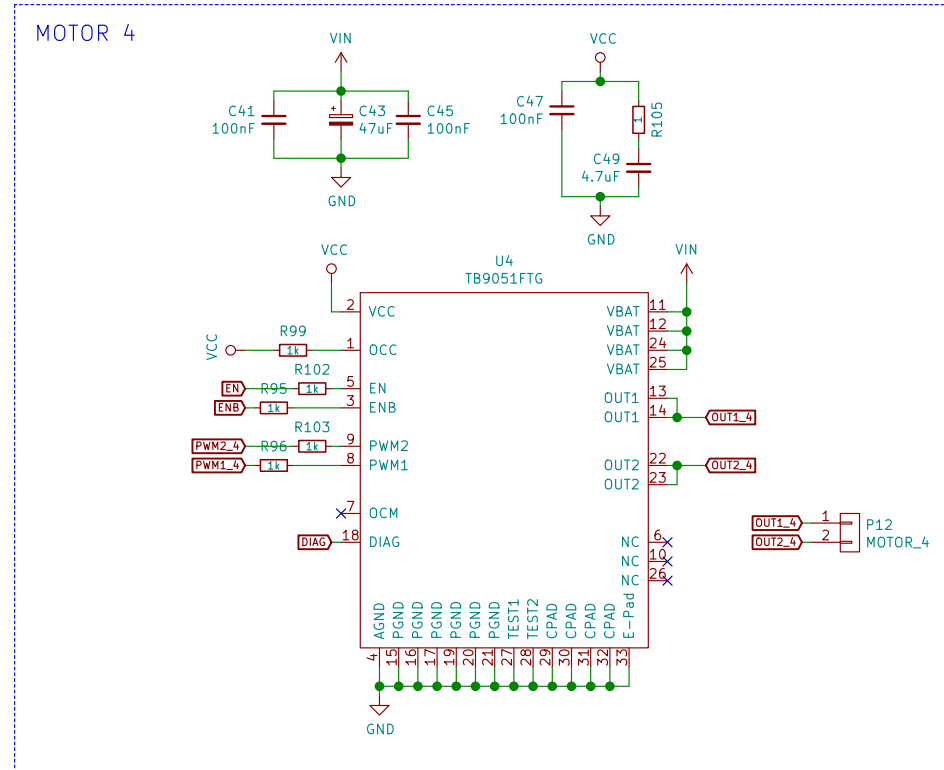 MOTOR 4
VIN
VCC
C41
100nF
C43
47uF
C45
100nF
C47
100nF
1
R105
C49
4.7uF
GND
GND
VCC
U4
TB9051FTG
VIN
2 VCC
VBAT 11
VBAT 12
VCC
R99
1k
1 OCC
VBAT 24
VBAT 25
R102
EN
1k
5 EN
R95
ENB
1k
3 ENB
OUT1 13
OUT1 14
OUT1_4
R103
PWM2_4
1k
9 PWM2
R96
PWM1_4
1k
8 PWM1
OUT2 22
OUT2_4
OUT2 23
7 OCM
DIAG
18 DIAG
NC 6
NC 10
NC 26
OUT1_4
1
P12
OUT2_4
2
MOTOR_4
AGND
PGND
PGND
PGND
PGND
PGND
PGND
TEST1
TEST2
CPAD
CPAD
CPAD
CPAD
E-Pad
4
15
16
17
19
20
21
27
28
29
30
31
32
33
GND